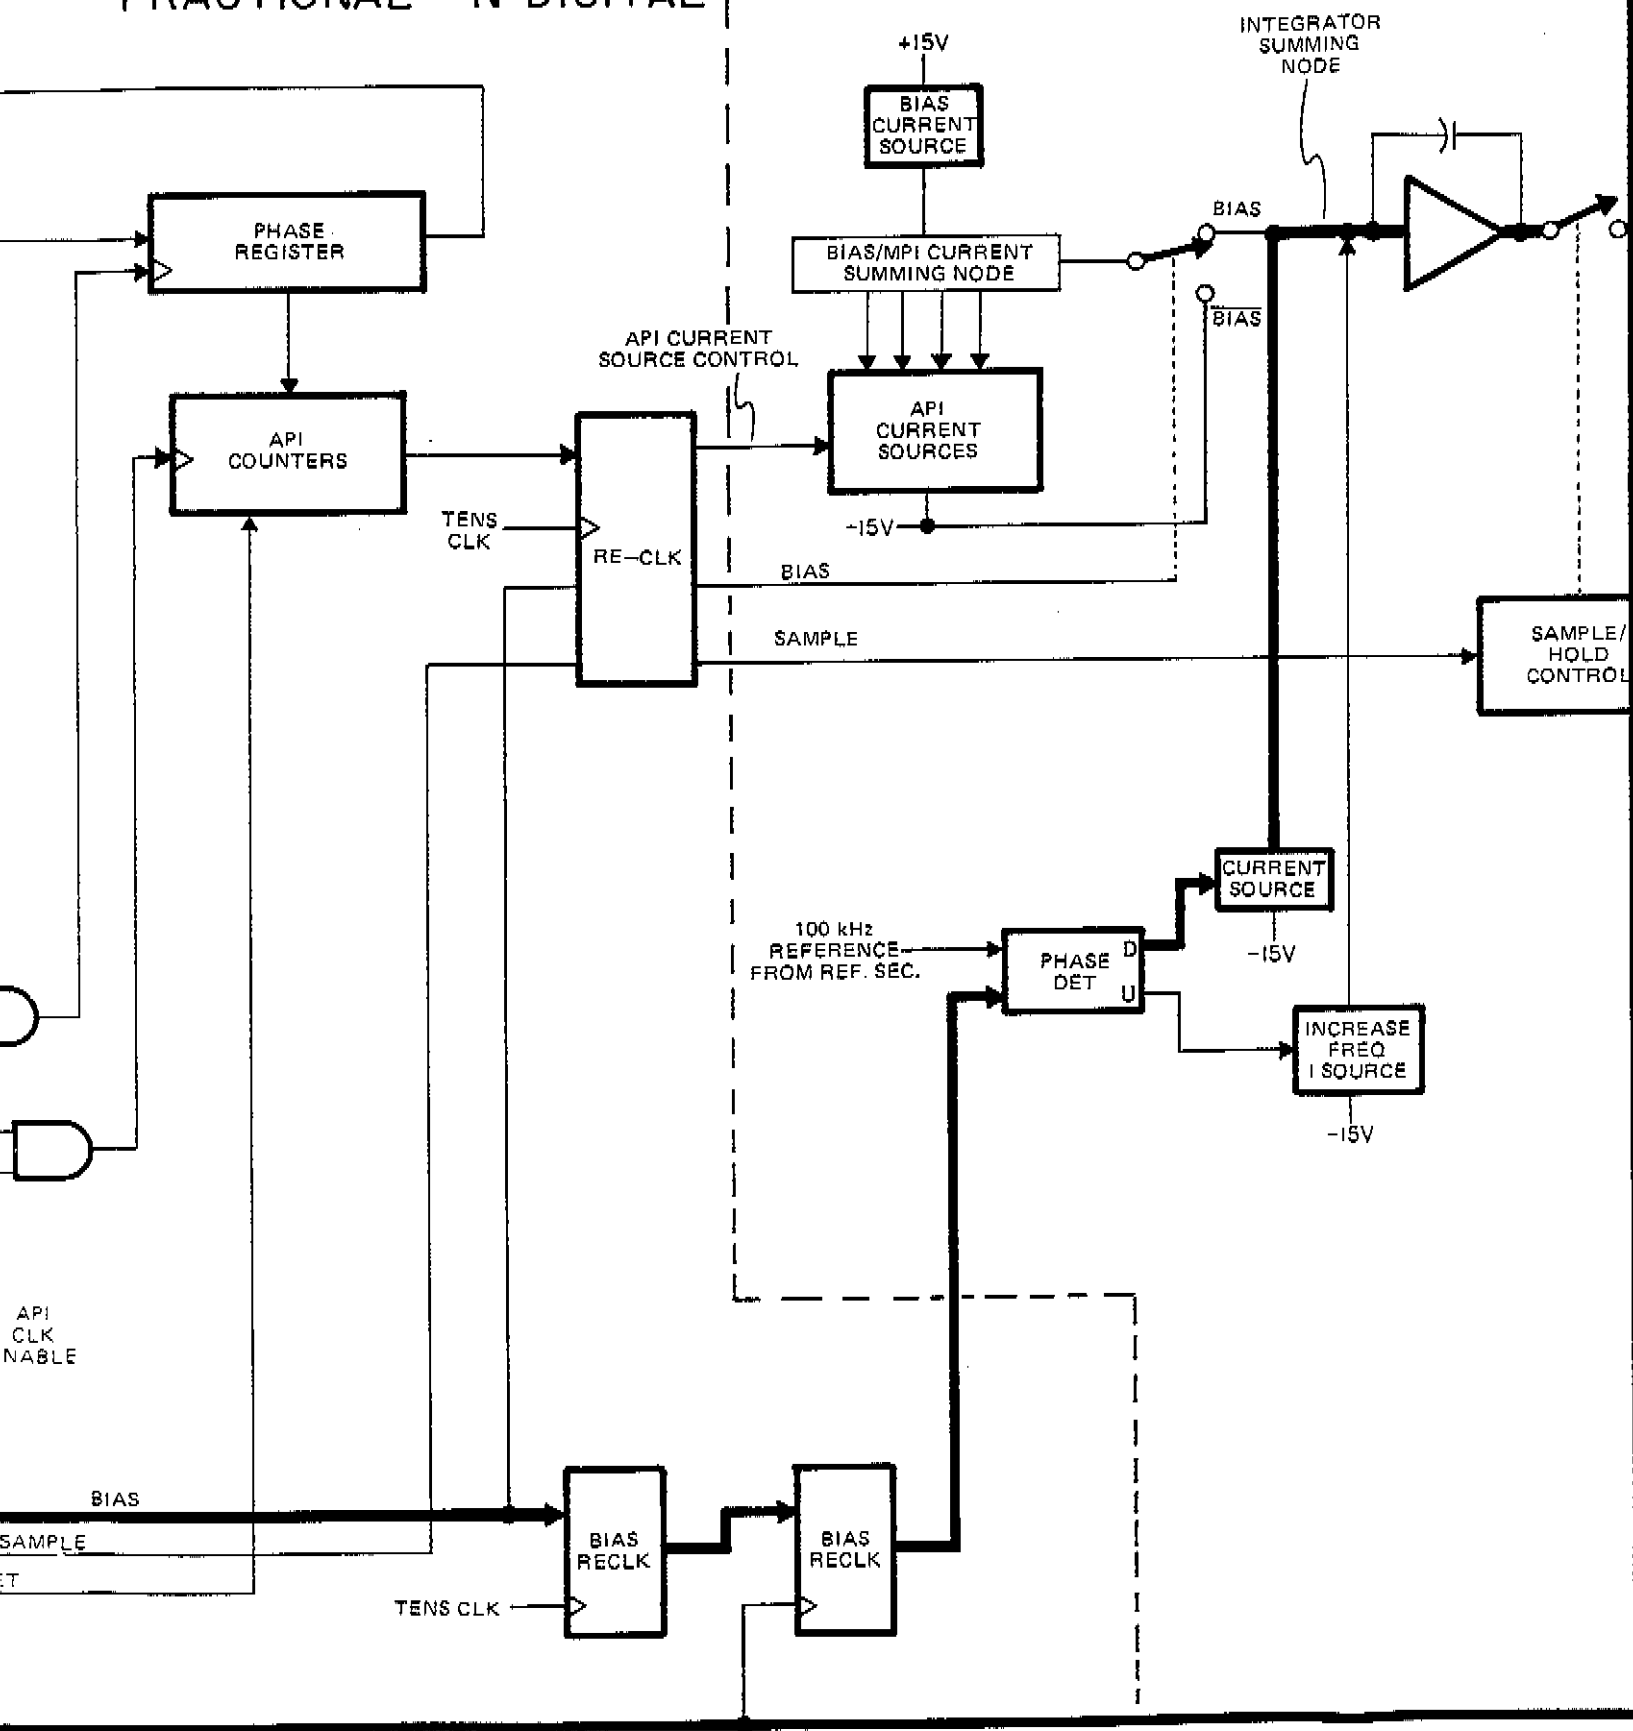 FRACTIONAL - N DIGITAL
+15V
BIAS
CURRENT
SOURCE
INTEGRATOR
SUMMING
NODE
PHASE
REGISTER
BIAS/MPI CURRENT
SUMMING NODE
BIAS
BIAS
API CURRENT
SOURCE CONTROL
API
CURRENT
SOURCES
-15V
API
COUNTERS
TENS
CLK
RE-CLK
BIAS
SAMPLE
SAMPLE/
HOLD
CONTROL
CURRENT
SOURCE
-15V
100 kHz
REFERENCE
FROM REF. SEC.
PHASE
DET
D
U
INCREASE
FREQ
I SOURCE
-15V
API
CLK
NABLE
BIAS
SAMPLE
ET
BIAS
RECLK
TENS CLK
BIAS
RECLK